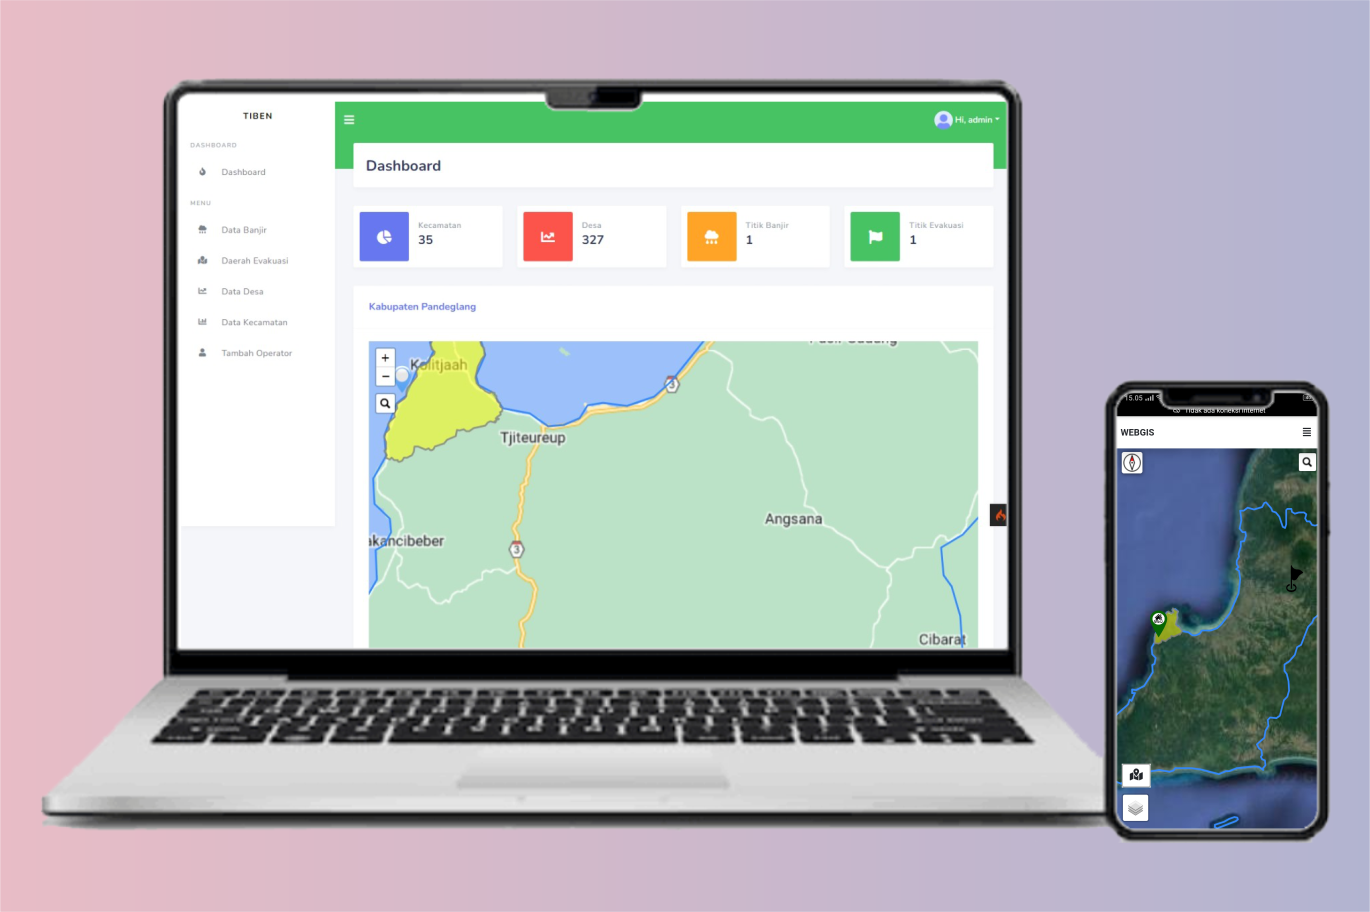 TIBEN
DASHBOARD
Dashboard
MENU
Data Banjir
Daerah Evakuasi
Data Desa
Data Kecamatan
Tambah Operator
Hi, admin
Dashboard
Kecamatan
35
Desa
327
Titik Banjir
1
Titik Evakuasi
1
Kabupaten Pandeglang
+
−
Kolitjaah
3
Tjiteureup
Angsana
akancibeber
3
Cibarat
15.05
Tidak ada koneksi internet
WEBGIS